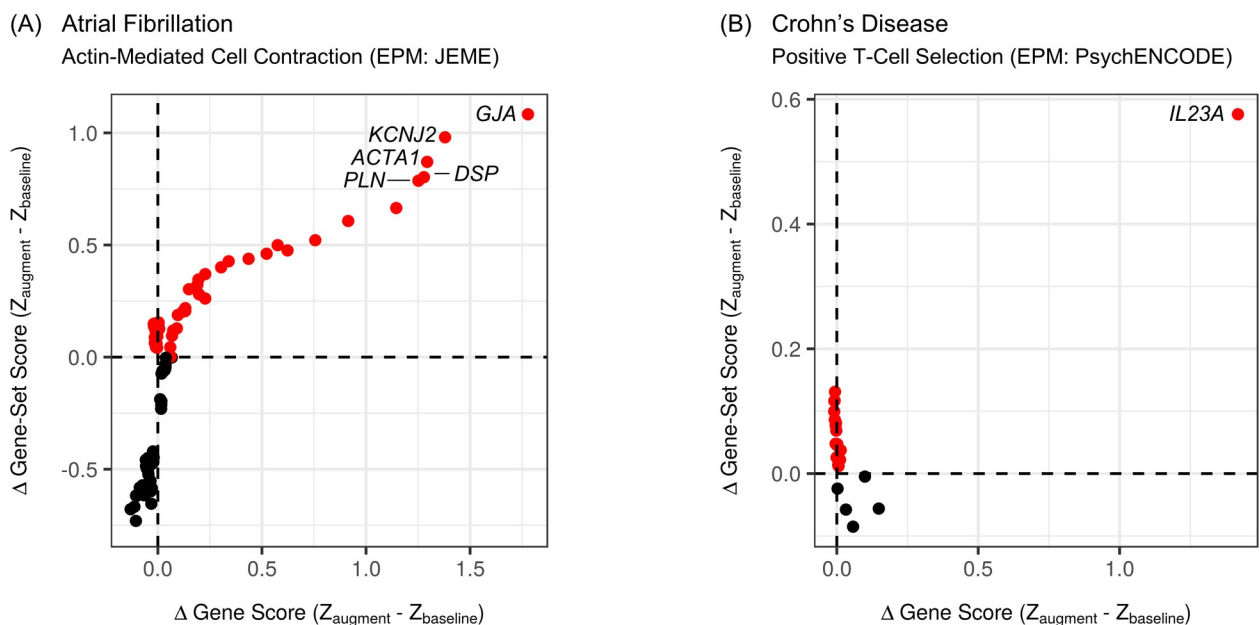 (A) Atrial Fibrillation
Actin-Mediated Cell Contraction (EPM: JEME)
GJA
KCNJ2
ACTA1
PLN
DSP
1.0
0.5
0.0
-0.5
0.0 0.5 1.0 1.5
Δ Gene-Set Score (Zaugment - Zbaseline)
Δ Gene Score (Zaugment - Zbaseline)
(B) Crohn’s Disease
Positive T-Cell Selection (EPM: PsychENCODE)
IL23A
0.6
0.4
0.2
0.0
0.0 0.5 1.0
Δ Gene-Set Score (Zaugment - Zbaseline)
Δ Gene Score (Zaugment - Zbaseline)